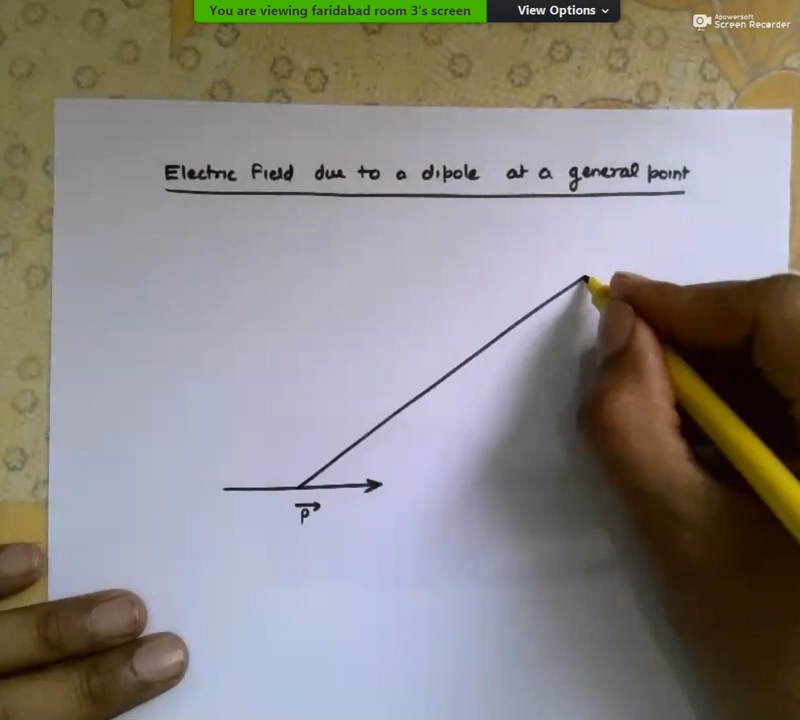 You are viewing faridabad room 3's screen
View Options
Apowersoft
Screen Recorder
Electric Field due to a dipole at a general point
p